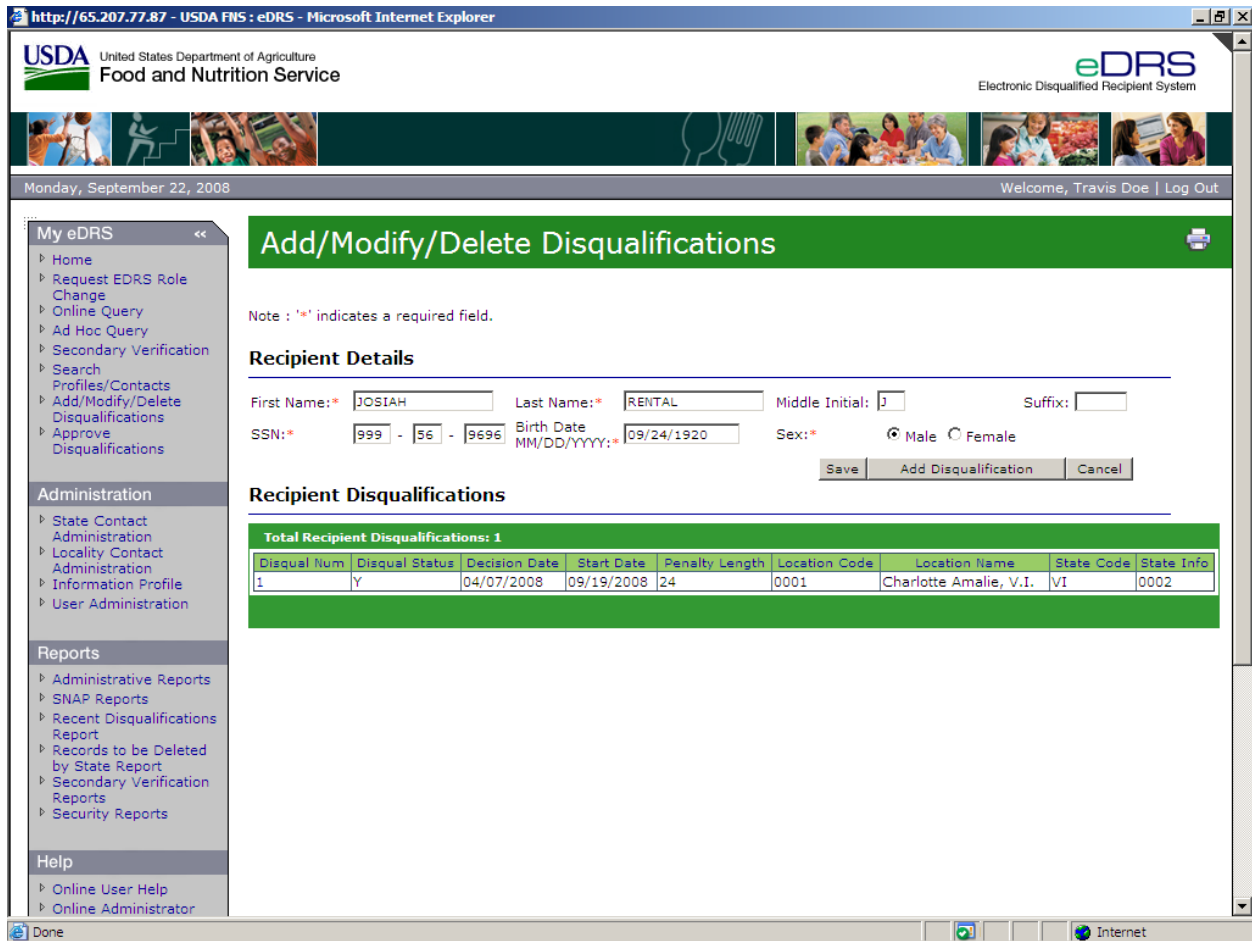 http://65.207.77.87 - USDA FNS : eDRS - Microsoft Internet Explorer
USDA United States Department of Agriculture
Food and Nutrition Service
eDRS
Electronic Disqualified Recipient System
Monday, September 22, 2008 Welcome, Travis Doe | Log Out
My eDRS <<
Home
Request EDRS Role
Change
Online Query
Ad Hoc Query
Secondary Verification
Search
Profiles/Contacts
Add/Modify/Delete
Disqualifications
Approve
Disqualifications
Administration
State Contact
Administration
Locality Contact
Administration
Information Profile
User Administration
Reports
Administrative Reports
SNAP Reports
Recent Disqualifications
Report
Records to be Deleted
by State Report
Secondary Verification
Reports
Security Reports
Help
Online User Help
Online Administrator
Add/Modify/Delete Disqualifications
Note : '*' indicates a required field.
Recipient Details
First Name:* JOSIAH Last Name:* RENTAL Middle Initial: J Suffix:
SSN:* 999 - 56 - 9696 Birth Date MM/DD/YYYY:* 09/24/1920 Sex:* Male Female
Save Add Disqualification Cancel
Recipient Disqualifications
Total Recipient Disqualifications: 1
Disqual Num Disqual Status Decision Date Start Date Penalty Length Location Code Location Name State Code State Info
1 Y 04/07/2008 09/19/2008 24 0001 Charlotte Amalie, V.I. VI 0002
Done Internet